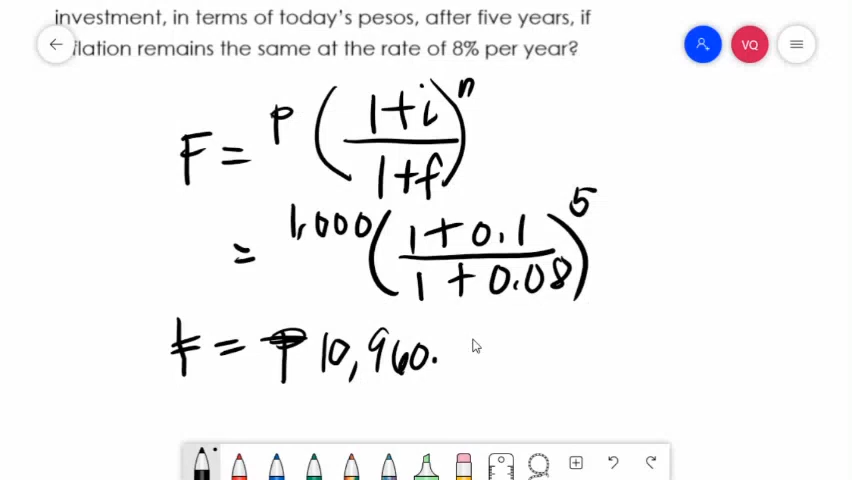 investment, in terms of today's pesos, after five years, if
flation remains the same at the rate of 8% per year?
VQ
F = P (1+i / 1+f)^n
= 1,000 (1+0.1 / 1+0.08)^5
F = ₱ 10,960.